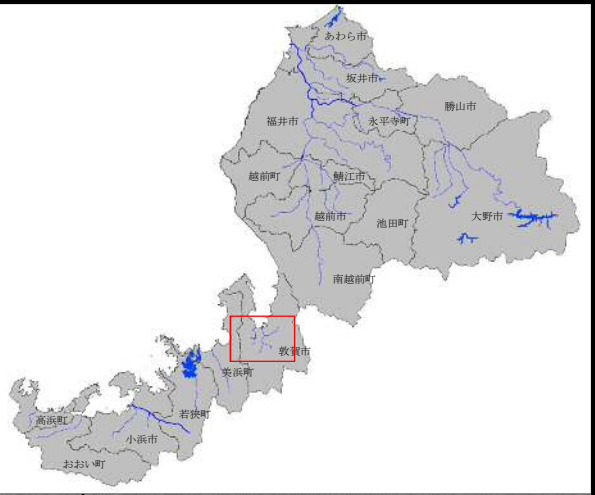 あわら市
坂井市
勝山市
福井市
永平寺町
越前町
鯖江市
越前市
池田町
大野市
南越前町
敦賀市
美浜町
若狭町
高浜町
小浜市
おおい町